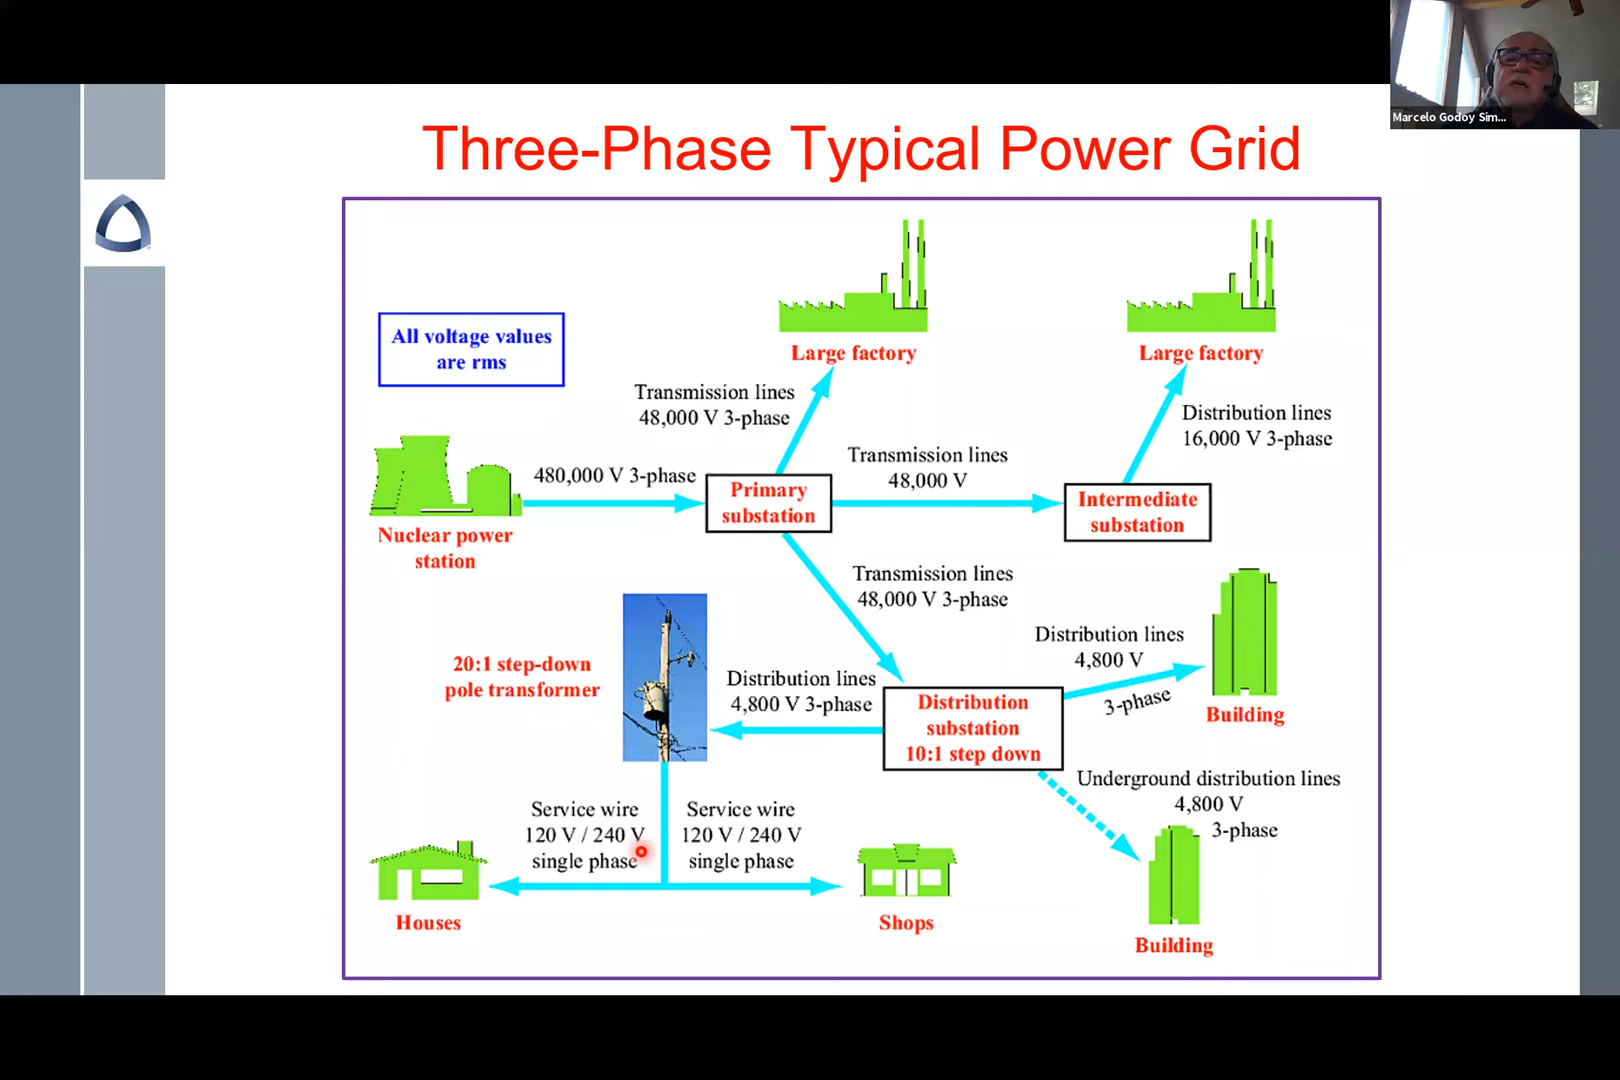 Marcelo Godoy Sim...
Three-Phase Typical Power Grid
All voltage values
are rms
Large factory
Large factory
Transmission lines
48,000 V 3-phase
Distribution lines
16,000 V 3-phase
480,000 V 3-phase
Transmission lines
48,000 V
Primary
substation
Intermediate
substation
Nuclear power
station
Transmission lines
48,000 V 3-phase
20:1 step-down
pole transformer
Distribution lines
4,800 V 3-phase
Distribution
substation
10:1 step down
Distribution lines
4,800 V
3-phase
Building
Underground distribution lines
4,800 V
3-phase
Service wire
120 V / 240 V
single phase
Service wire
120 V / 240 V
single phase
Houses
Shops
Building